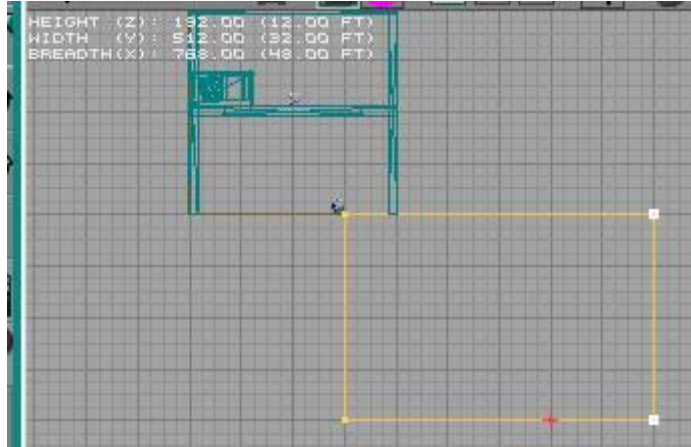 HEIGHT (Z): 192.00 (12.00 FT)
WIDTH (Y): 512.00 (32.00 FT)
BREADTH(X): 768.00 (48.00 FT)